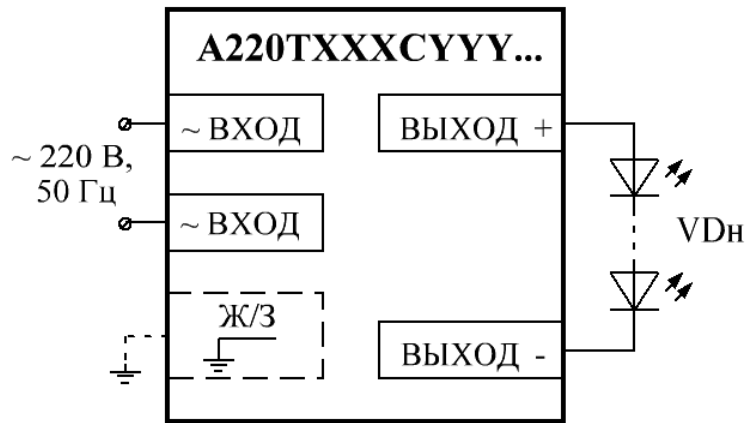 A220TXXXCYYY...
~ ВХОД
ВЫХОД +
~ 220 В,
50 Гц
~ ВХОД
VDн
Ж/З
ВЫХОД -